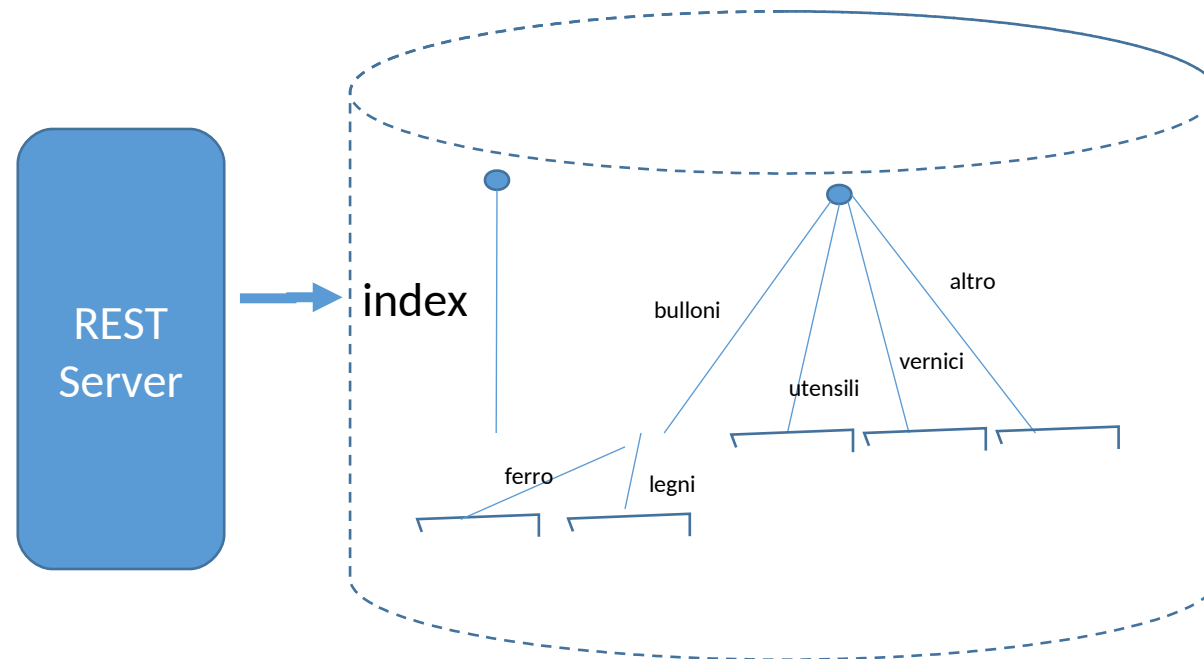 REST
Server
index
bulloni
utensili
vernici
altro
ferro
legni